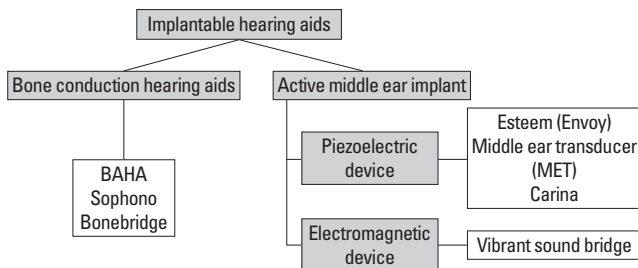 Implantable hearing aids
Bone conduction hearing aids
Active middle ear implant
BAHA
Sophono
Bonebridge
Piezoelectric
device
Esteem (Envoy)
Middle ear transducer
(MET)
Carina
Electromagnetic
device
Vibrant sound bridge